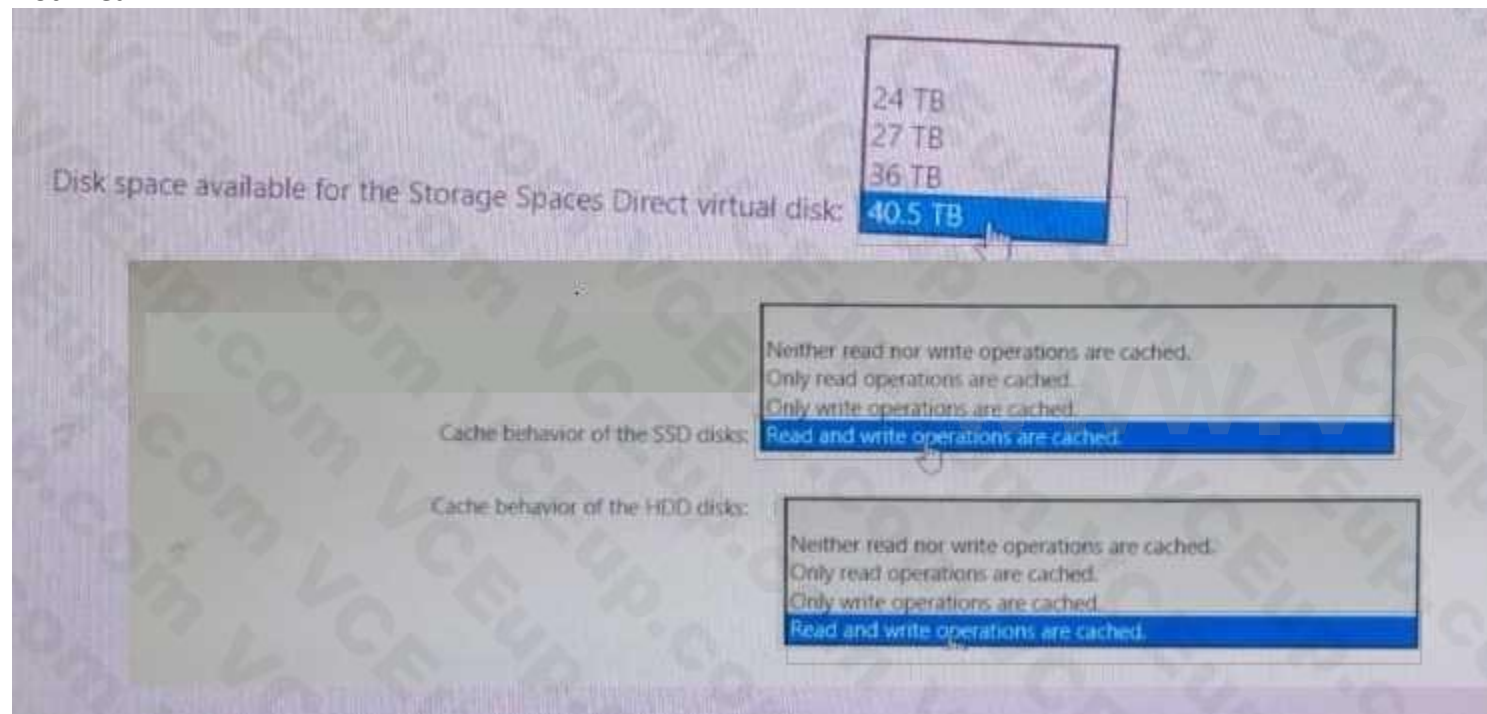 24 TB
27 TB
36 TB
Disk space available for the Storage Spaces Direct virtual disk: 40.5 TB
Neither read nor write operations are cached.
Only read operations are cached.
Only write operations are cached.
Cache behavior of the SSD disks: Read and write operations are cached.
Cache behavior of the HDD disks:
Neither read nor write operations are cached.
Only read operations are cached.
Only write operations are cached.
Read and write operations are cached.